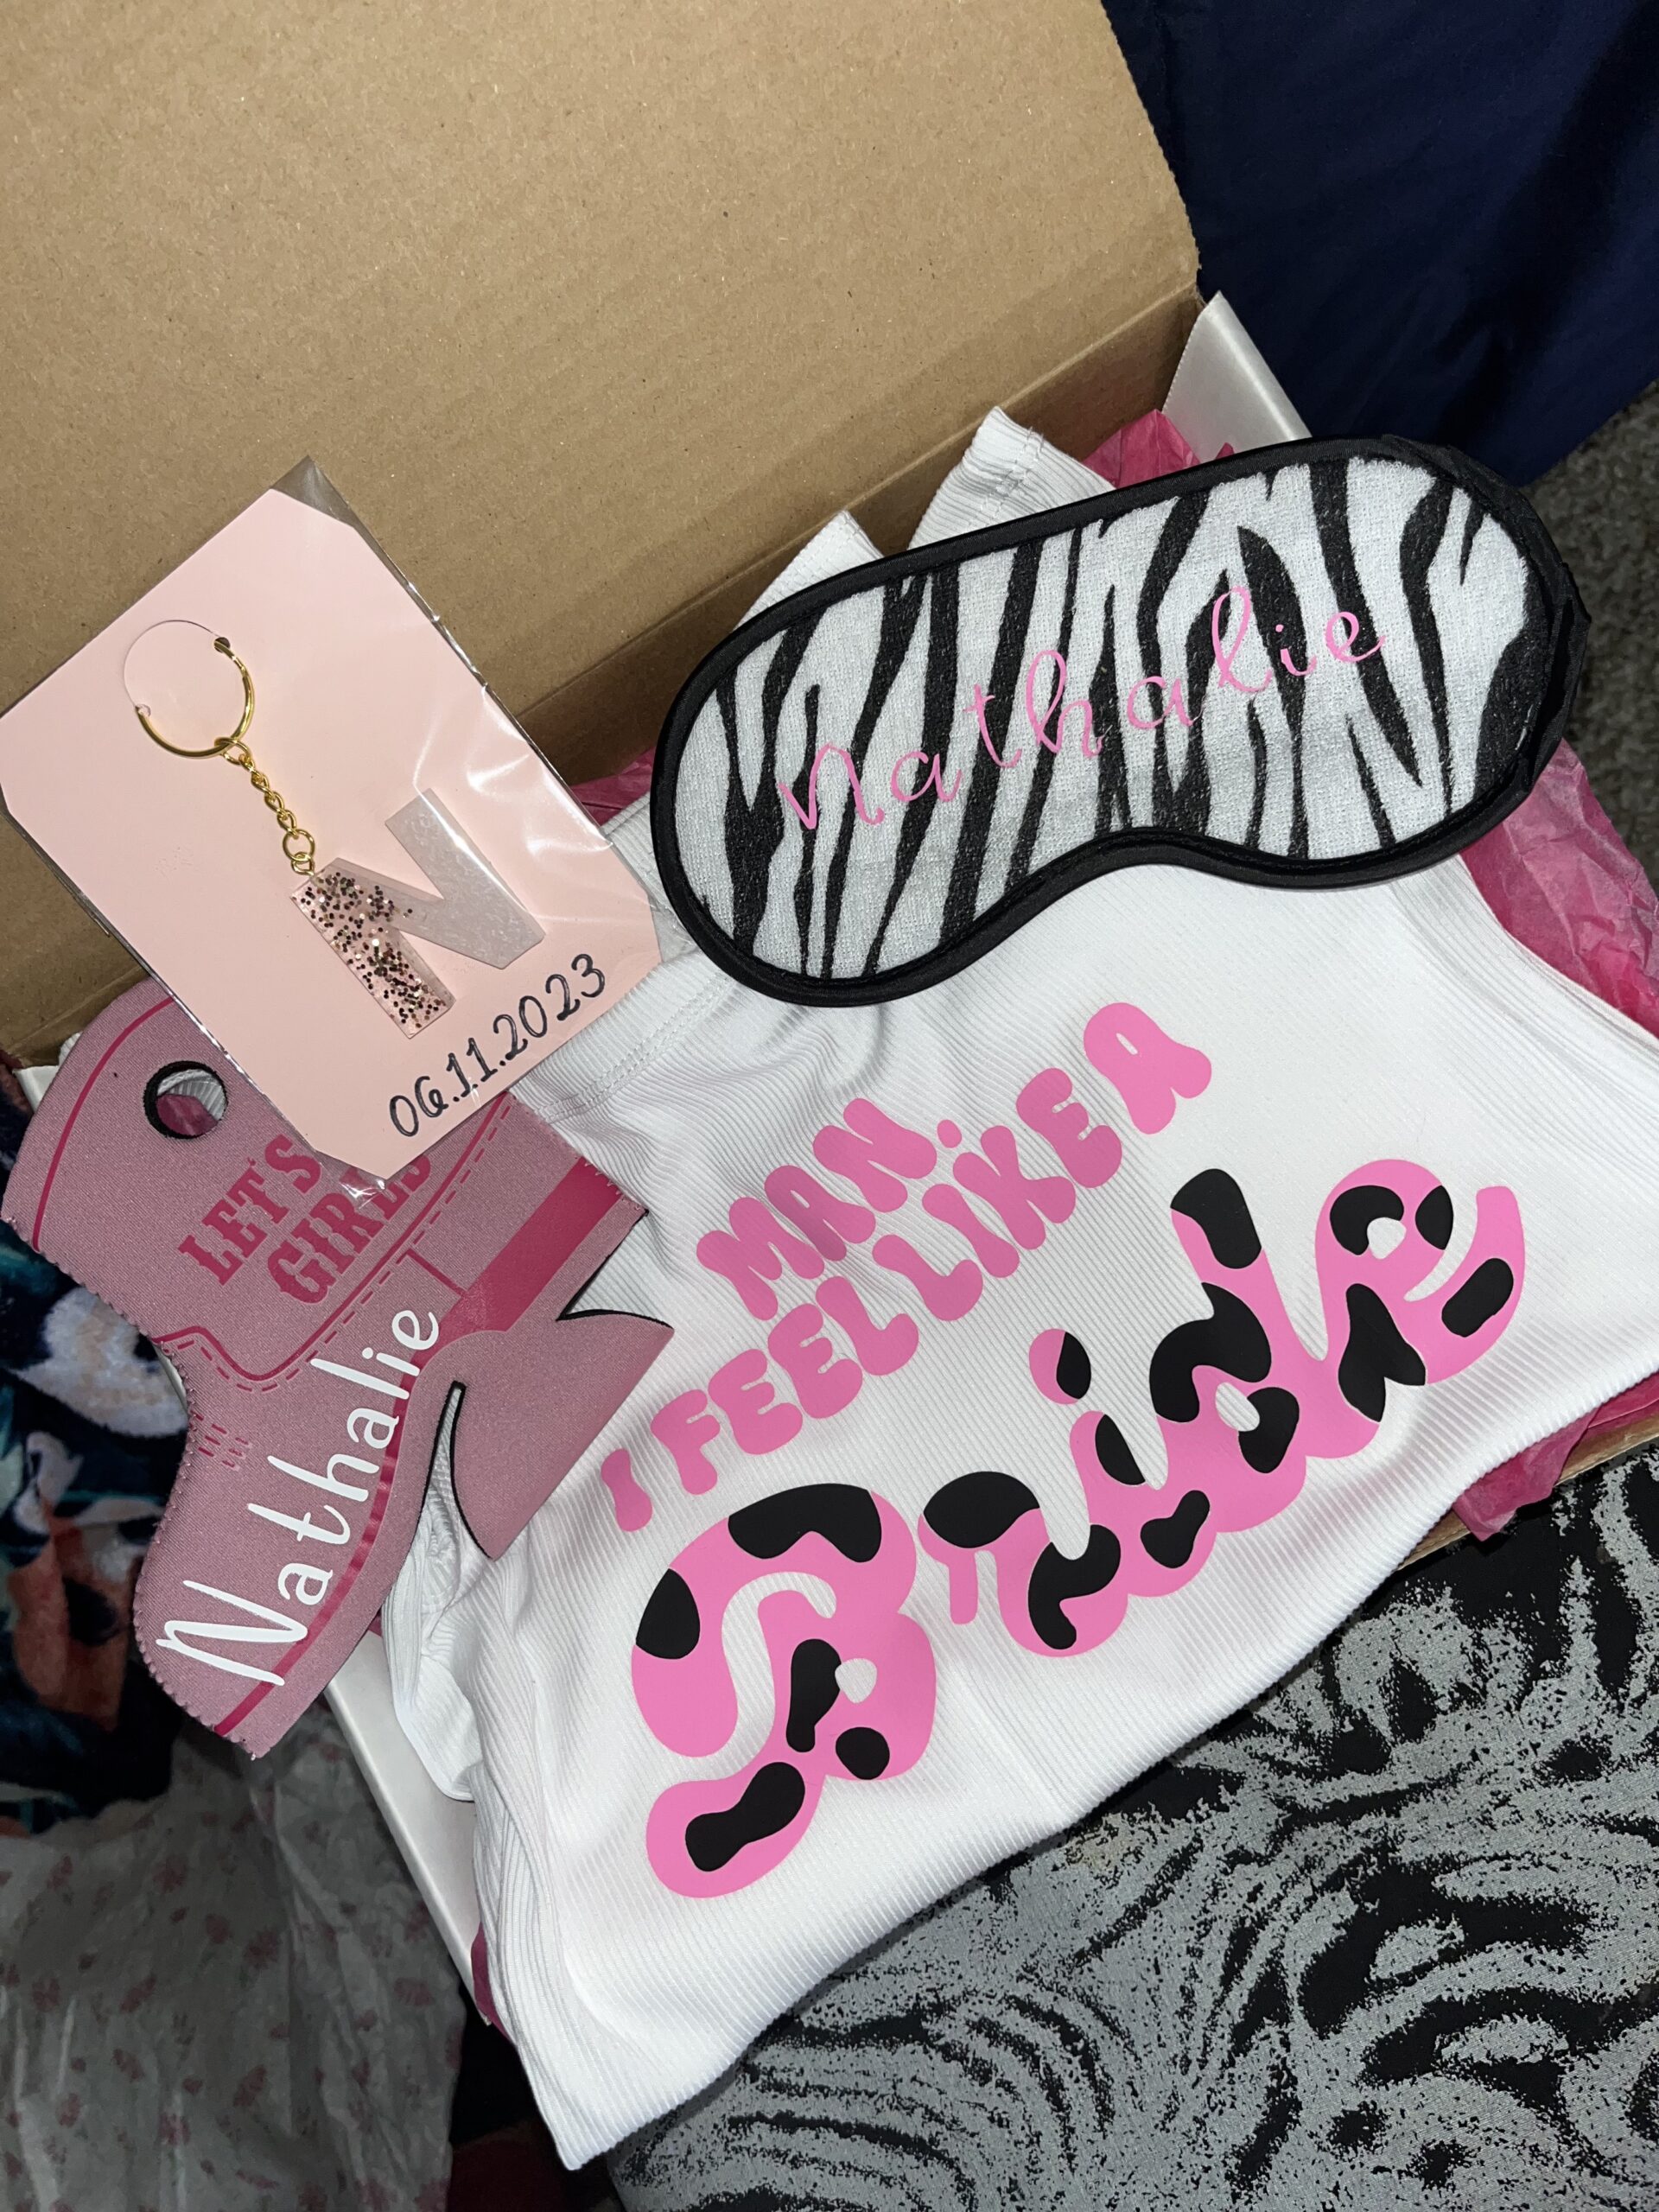 nathalie
N
06.11.2023
LET'S
GIRLS
Nathalie
MAN
I FEEL LIKE A
Bride